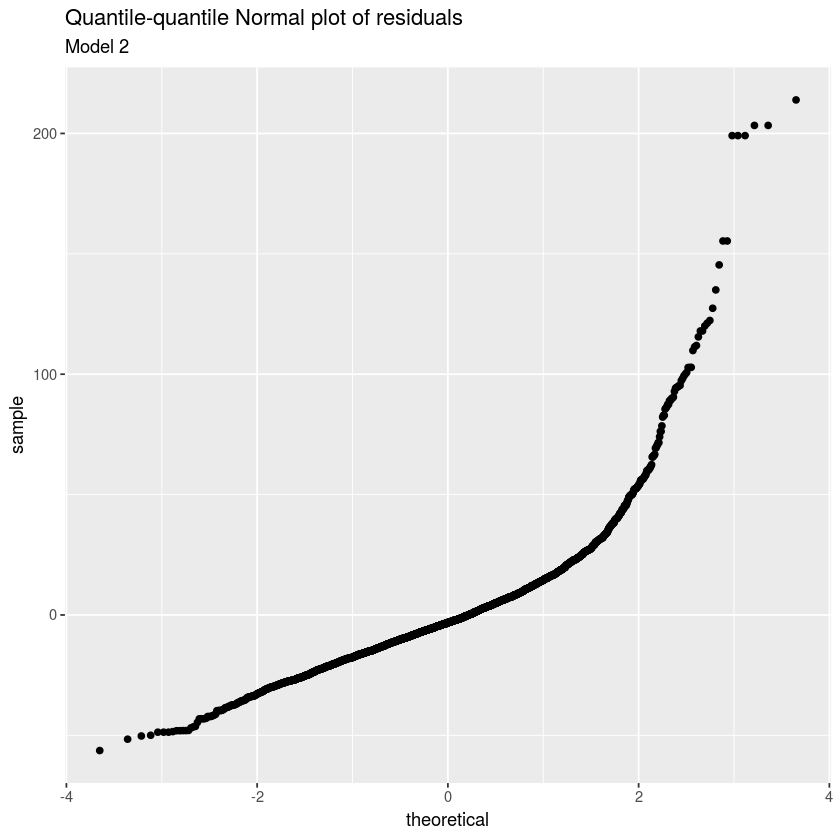 Quantile-quantile Normal plot of residuals
Model 2
200
100
0
sample
-4
-2
0
2
4
theoretical